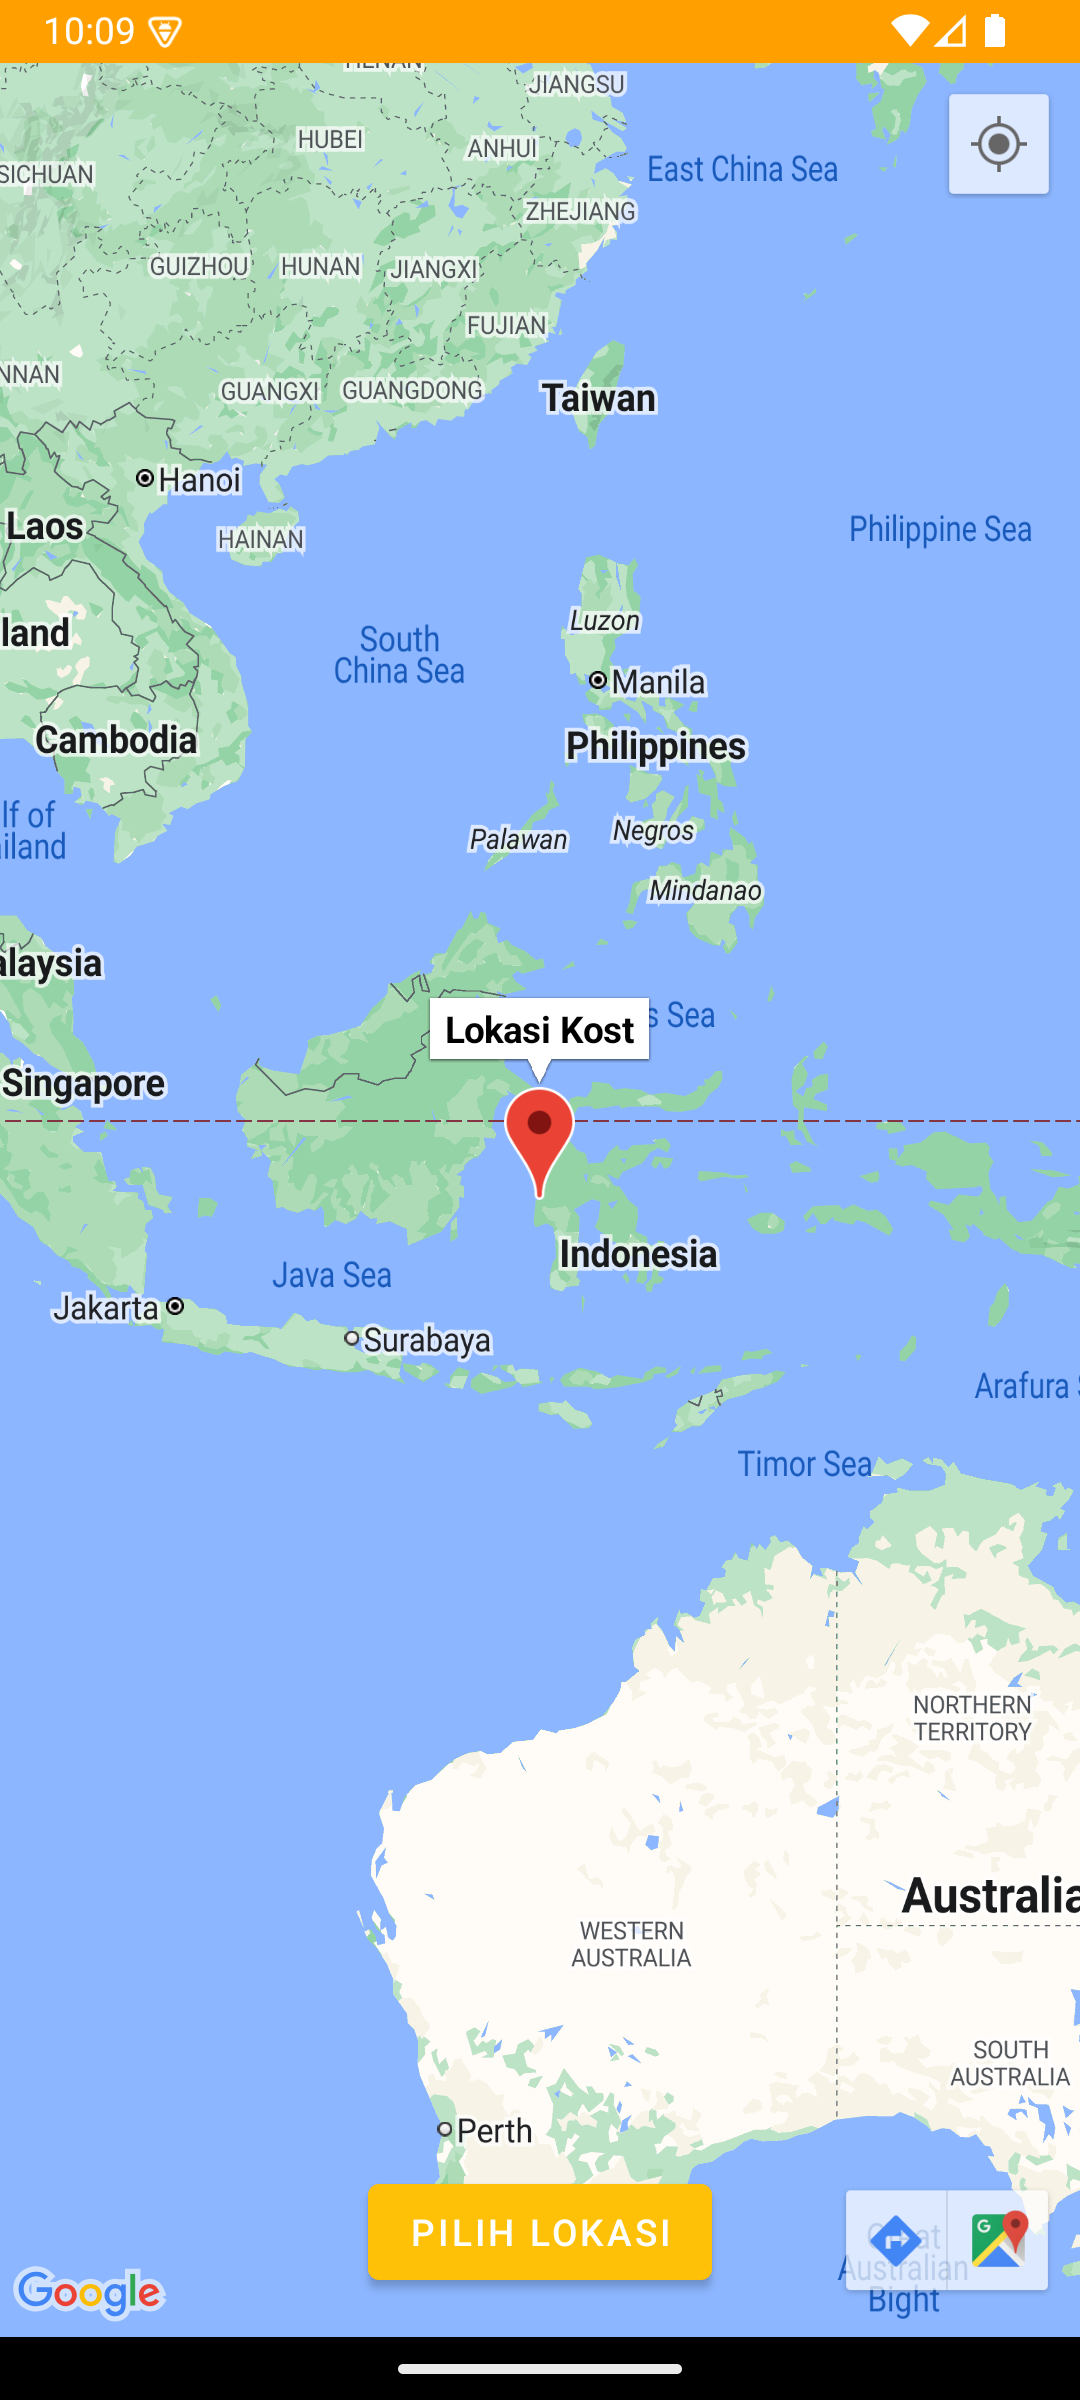 10:09
HENAN
JIANGSU
HUBEI
ANHUI
East China Sea
SICHUAN
ZHEJIANG
GUIZHOU
HUNAN
JIANGXI
FUJIAN
NNAN
GUANGXI
GUANGDONG
Taiwan
Hanoi
Laos
HAINAN
Philippine Sea
Luzon
land
South
China Sea
Manila
Cambodia
Philippines
lf of
ailand
Palawan
Negros
Mindanao
alaysia
s Sea
Lokasi Kost
Singapore
Indonesia
Java Sea
Jakarta
Surabaya
Arafura S
Timor Sea
NORTHERN
TERRITORY
Australia
WESTERN
AUSTRALIA
SOUTH
AUSTRALIA
Perth
PILIH LOKASI
G
Great
Australian
Bight
Google